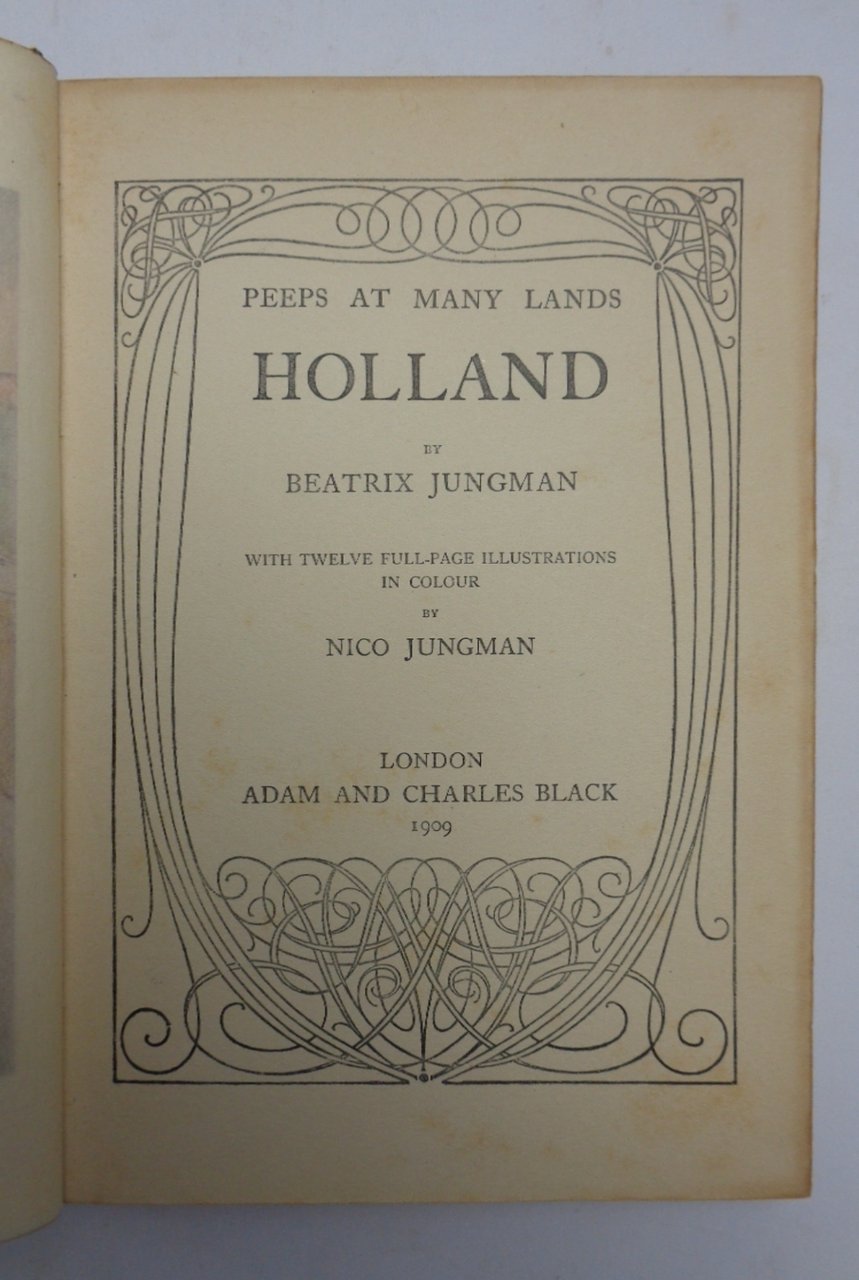 PEEPS AT MANY LANDS
HOLLAND
BY
BEATRIX JUNGMAN
WITH TWELVE FULL-PAGE ILLUSTRATIONS
IN COLOUR
BY
NICO JUNGMAN
LONDON
ADAM AND CHARLES BLACK
1909